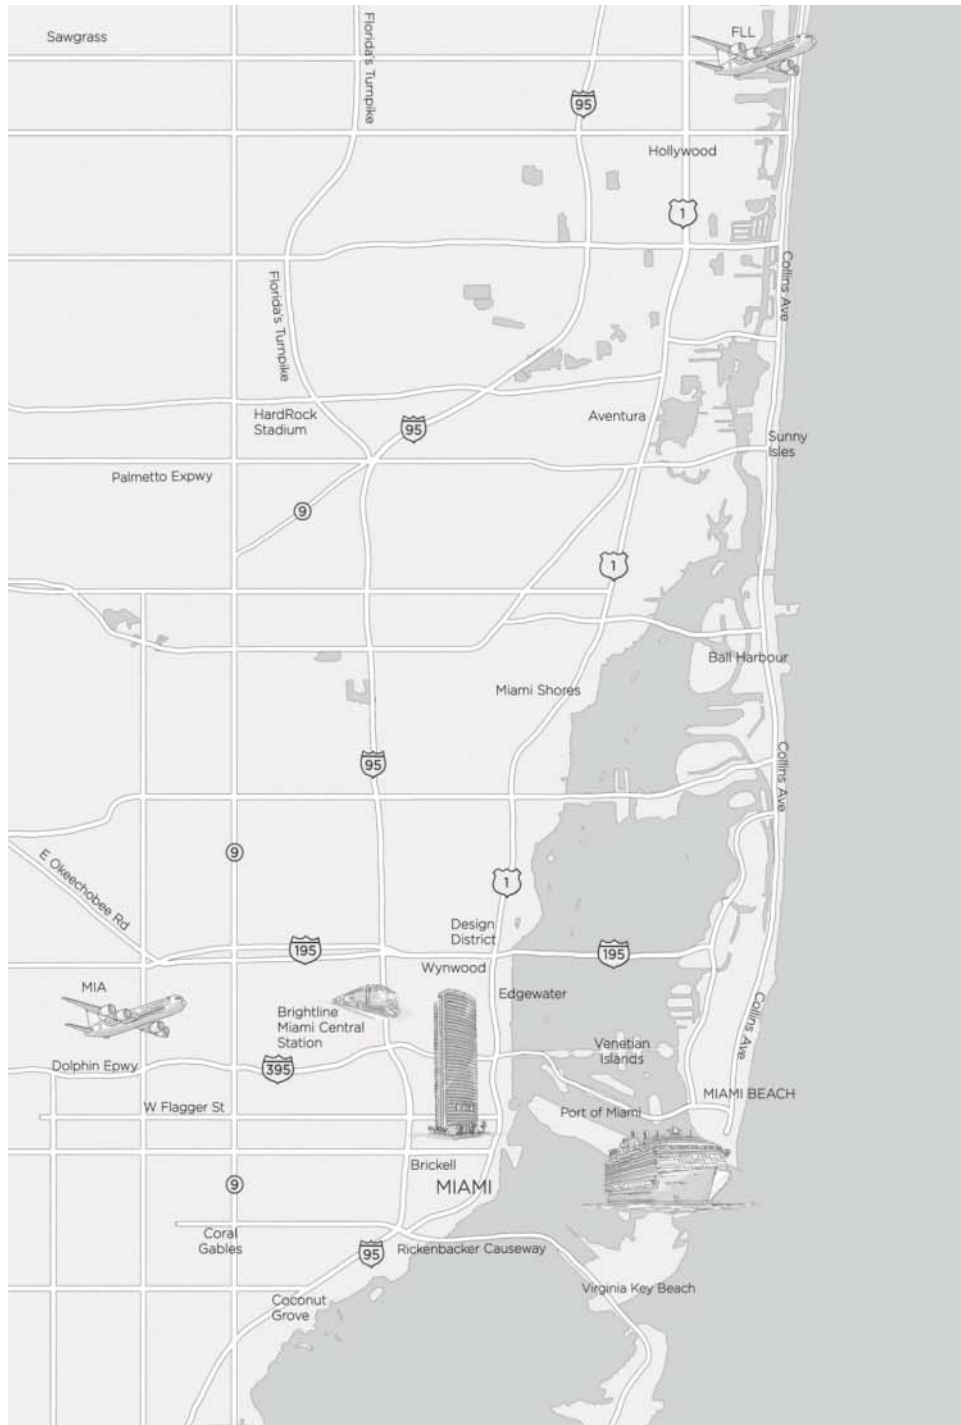 Sawgrass
Florida's Turnpike
FLL
95
Hollywood
1
Collins Ave
Florida's Turnpike
HardRock
Stadium
95
Aventura
Sunny
Isles
Palmetto Expwy
9
1
Ball Harbour
Miami Shores
95
Collins Ave
9
E Okeechobee Rd
1
Design
District
195
195
Wynwood
MIA
Edgewater
Brightline
Miami Central
Station
Collins Ave
Venetian
Islands
Dolphin Epwy
395
MIAMI BEACH
W Flagger St
Port of Miami
Brickell
9
MIAMI
Coral
Gables
95
Rickenbacker Causeway
Virginia Key Beach
Coconut
Grove